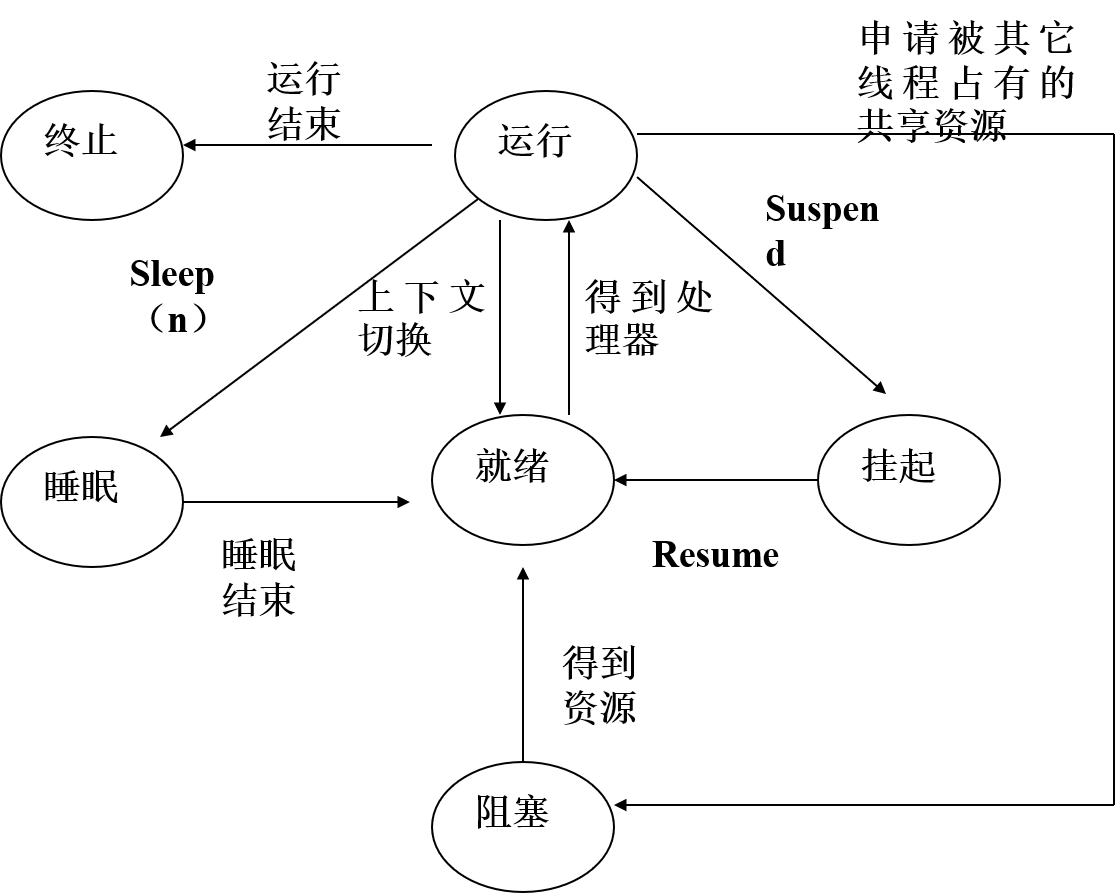 申请被其它
线程占有的
共享资源
运行
结束
终止
运行
Suspen
d
Sleep
（n）
上下文
切换
得到处
理器
睡眠
就绪
挂起
睡眠
结束
Resume
得到
资源
阻塞